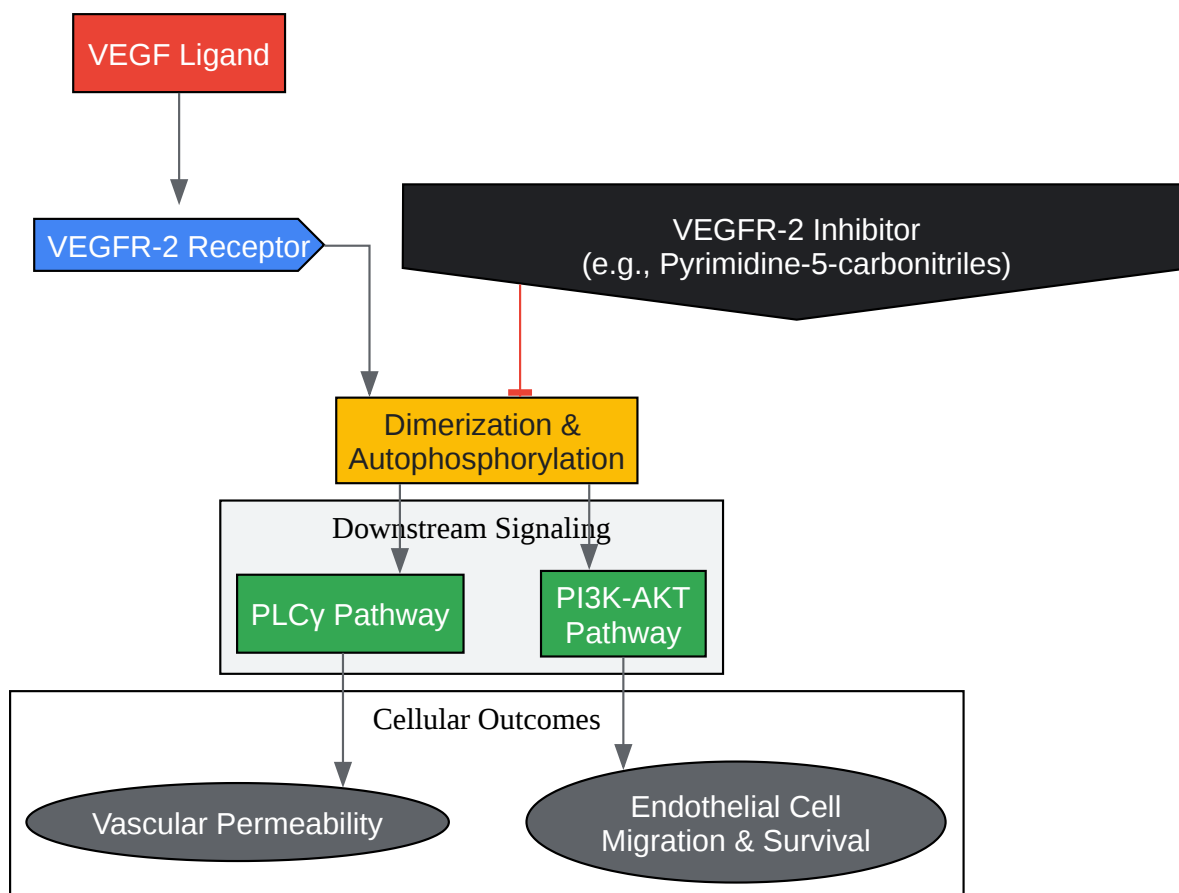 VEGF Ligand
VEGFR-2 Receptor
VEGFR-2 Inhibitor
(e.g., Pyrimidine-5-carbonitriles)
Dimerization &
Autophosphorylation
Downstream Signaling
PLCγ Pathway
PI3K-AKT
Pathway
Cellular Outcomes
Vascular Permeability
Endothelial Cell
Migration & Survival